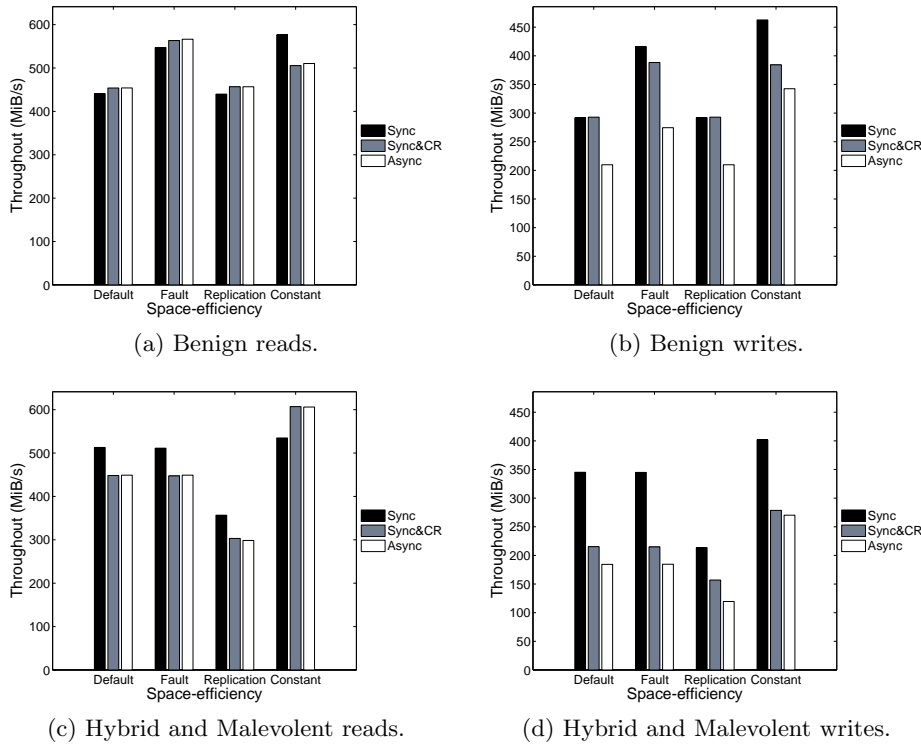 600
500
400
300
200
100
0
Throughout (MiB/s)
Default Fault Replication Constant
Space-efficiency
Sync
Sync&CR
Async
(a) Benign reads.
450
400
350
300
250
200
150
100
50
0
Throughout (MiB/s)
Default Fault Replication Constant
Space-efficiency
Sync
Sync&CR
Async
(b) Benign writes.
600
500
400
300
200
100
0
Throughout (MiB/s)
Default Fault Replication Constant
Space-efficiency
Sync
Sync&CR
Async
(c) Hybrid and Malevolent reads.
450
400
350
300
250
200
150
100
50
0
Throughout (MiB/s)
Default Fault Replication Constant
Space-efficiency
Sync
Sync&CR
Async
(d) Hybrid and Malevolent writes.